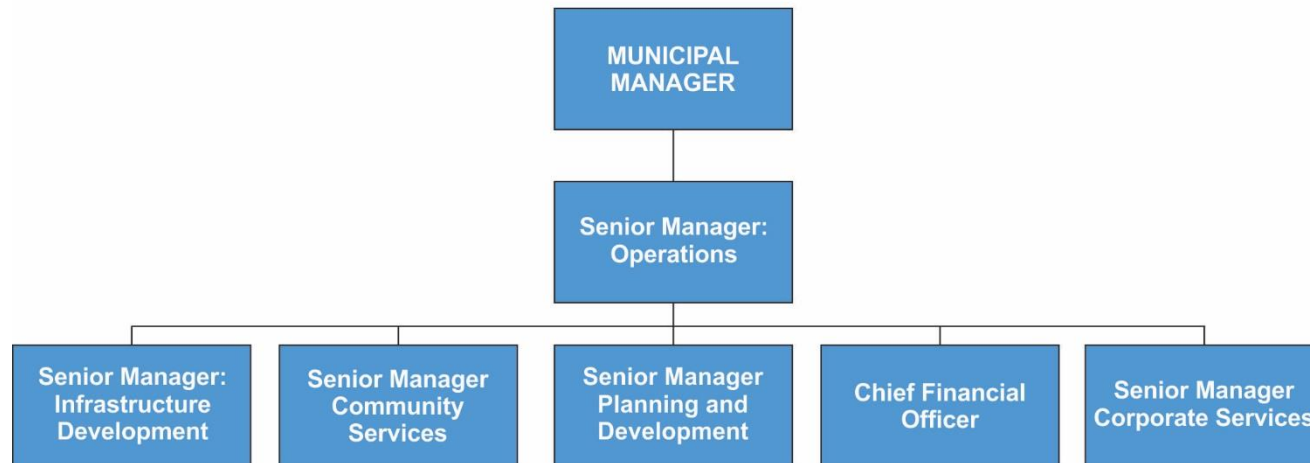 MUNICIPAL
MANAGER
Senior Manager:
Operations
Senior Manager:
Infrastructure
Development
Senior Manager
Community
Services
Senior Manager
Planning and
Development
Chief Financial
Officer
Senior Manager
Corporate Services